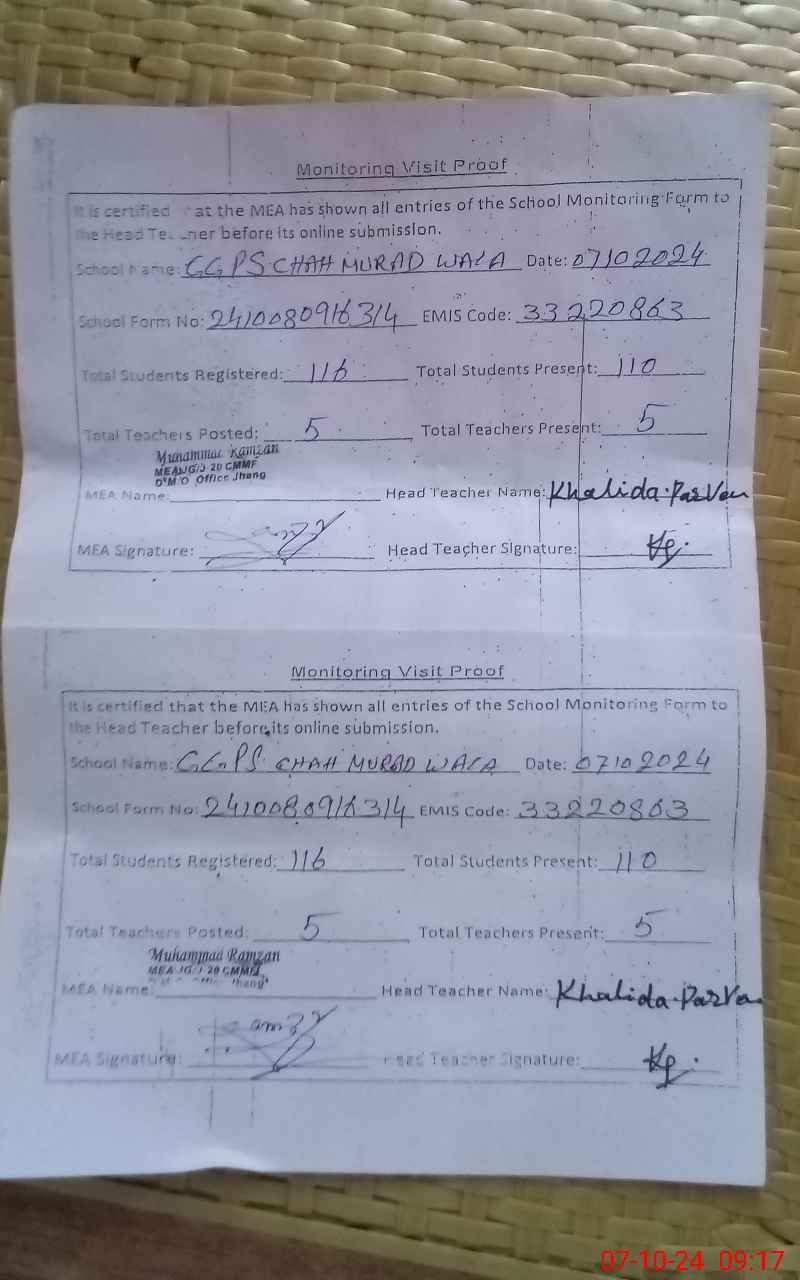 Monitoring Visit Proof
It is certified at the MEA has shown all entries of the School Monitoring Form to
the Head Teacher before its online submission.
School Name: GGPS CHAH MURAD WALA Date: 07102024
School Form No: 2410080916314 EMIS Code: 33220863
Total Students Registered: 116 Total Students Present: 110
Total Teachers Posted: 5 Total Teachers Present: 5
Muhammad Ramzan
D M O Office Jhang
MEA Name: Head Teacher Name: Khalida Parveen
MEA Signature: Head Teacher Signature: KP.
Monitoring Visit Proof
It is certified that the MEA has shown all entries of the School Monitoring Form to
the Head Teacher before its online submission.
School Name: GGPS CHAH MURAD WALA Date: 07102024
School Form No: 2410080916314 EMIS Code: 33220863
Total Students Registered: 116 Total Students Present: 110
Total Teachers Posted: 5 Total Teachers Present: 5
Muhammad Ramzan
Office Jhang
MEA Name: Head Teacher Name: Khalida Parveen
MEA Signature: Head Teacher Signature: KP.
07-10-24 09:17